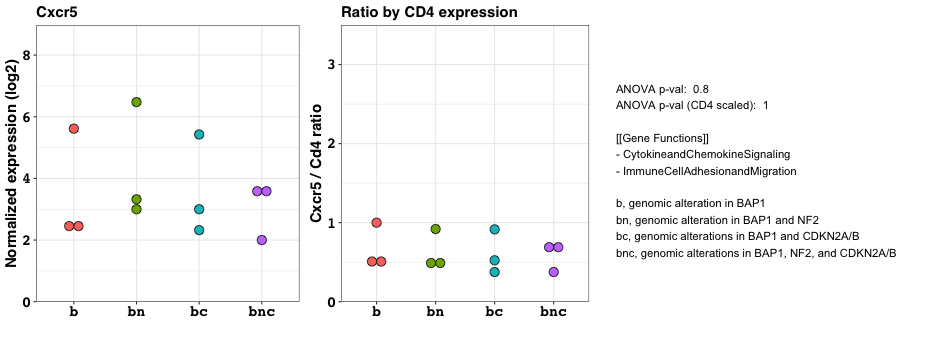 Cxcr5
Normalized expression (log2)
8
6
4
2
0
b bn bc bnc
Ratio by CD4 expression
Cxcr5 / Cd4 ratio
3
2
1
0
b bn bc bnc
ANOVA p-val: 0.8
ANOVA p-val (CD4 scaled): 1
[[Gene Functions]]
- CytokineandChemokineSignaling
- ImmuneCellAdhesionandMigration
b, genomic alteration in BAP1
bn, genomic alteration in BAP1 and NF2
bc, genomic alterations in BAP1 and CDKN2A/B
bnc, genomic alterations in BAP1, NF2, and CDKN2A/B